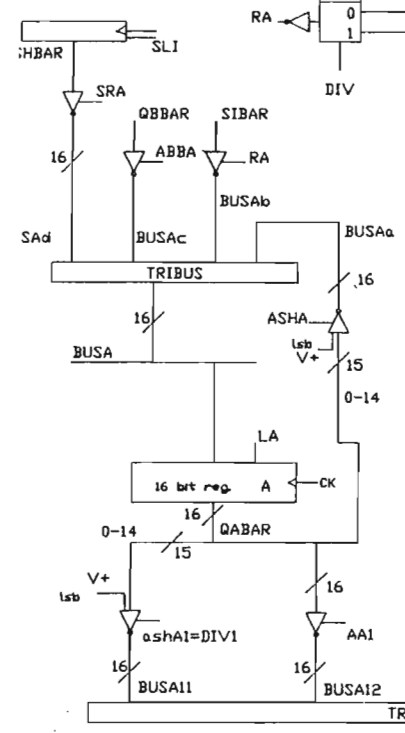 RA
0
1
SLI
HBAR
DIV
SRA
QBBAR
SIBAR
ABBA
RA
16
BUSAb
SAd
BUSAc
BUSAa
TRIBUS
16
16
ASHA
lsb
V+
15
BUSA
0-14
LA
16 bit reg. A
CK
16
QABAR
0-14
15
V+
lsb
16
ashA1=DIV1
AA1
16
16
BUSA11
BUSA12
TR